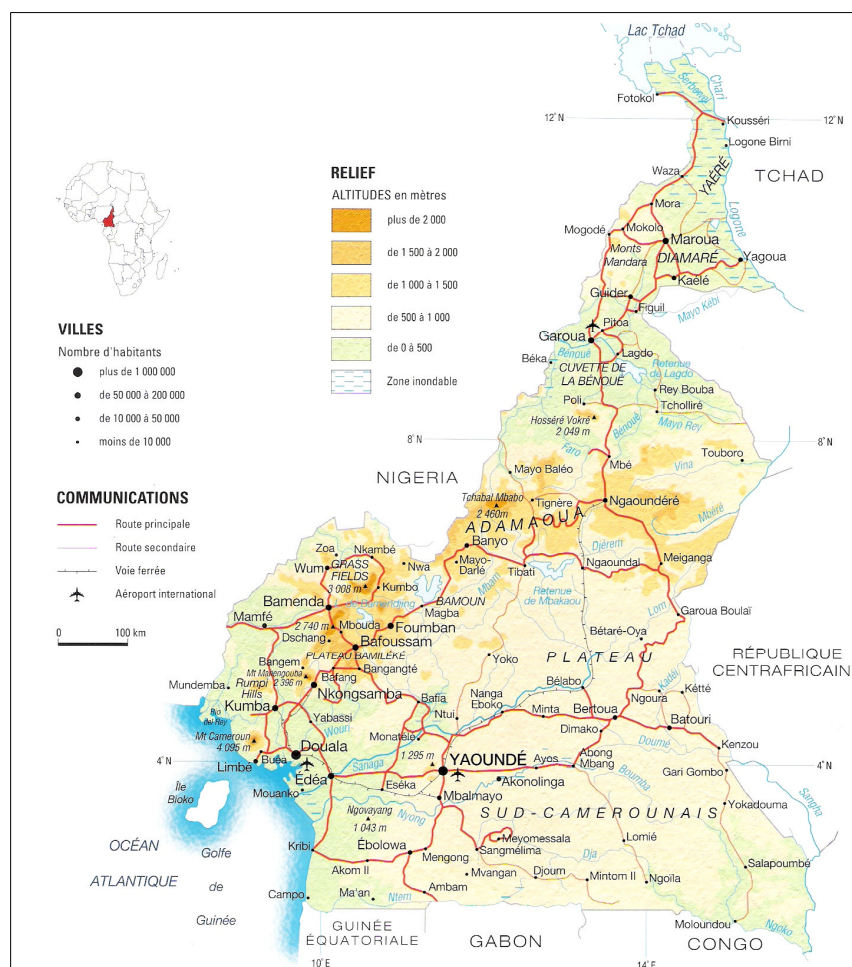 Lac Tchad
Serbenel
Chari
Fotokol
12° N
12° N
Kousséri
Logone Birni
TCHAD
Waza
YAÉRÉ
Mora
Logone
Mogodé
Mokolo
Maroua
Monts
Mandara
DIAMARÉ
Yagoua
Kaélé
Guider
Figuil
Mayo Kébi
Pitoa
Garoua
Lagdo
Béka
Bénoué
CUVETTE DE
LA BÉNOUÉ
Retenue
de Lagdo
Rey Bouba
Poli
Tcholliré
Hosséré Vokré
2 049 m
Bénoué
Mayo Rey
8° N
8° N
Faro
Touboro
Mbé
Vina
NIGERIA
Mayo Baléo
Tchabal Mbabo
2 460m
Tignère
Ngaoundéré
ADAMAOUA
Mbéré
Banyo
Djérem
Mayo-
Darlé
Tibati
Ngaoundal
Meiganga
Zoa
Nkambé
Nwa
Wum
GRASS
FIELDS
3 008 m
Kumbo
Mbam
Retenue de
Mbakaou
Lom
Bamenda
BAMOUN
Magba
Garoua Boulaï
Mamfé
2 740 m
Mbouda
Foumban
Dschang
Bafoussam
Bétaré-Oya
PLATEAU BAMILÉKÉ
Yoko
PLATEAU
RÉPUBLIQUE
CENTRAFRICAINE
Bangem
Bafang
Bangangté
Mt Manengouba
2 396 m
Mundemba
Rumpi
Hills
Nkongsamba
Bélabo
Kadéï
Kétté
Ngoura
Nanga
Eboko
Bafia
Kumba
Rio
del Rey
Yabassi
Ntui
Minta
Bertoua
Batouri
Wouri
Monatélé
Dimako
Doumé
Kenzou
Mt Cameroun
4 095 m
Douala
1 295 m
YAOUNDÉ
Ayos
Abong
Mbang
4° N
4° N
Limbé
Buéa
Sanaga
Édéa
Akonolinga
Boumba
Gari Gombo
Île
Bioko
Mouanko
Eséka
Mbalmayo
Sangha
Yokadouma
Ngovayang
1 043 m
Nyong
SUD-CAMEROUNAIS
Meyomessala
Lomié
OCÉAN
ATLANTIQUE
Golfe
de
Guinée
Kribi
Ébolowa
Mengong
Sangmélima
Dja
Salapoumbé
Akom II
Mvangan
Djoum
Mintom II
Ngoïla
Campo
Ma'an
Ntem
Ambam
GUINÉE
ÉQUATORIALE
GABON
Moloundou
CONGO
Ngoko
10° E
14° E
RELIEF
ALTITUDES en mètres
plus de 2 000
de 1 500 à 2 000
de 1 000 à 1 500
de 500 à 1 000
de 0 à 500
Zone inondable
VILLES
Nombre d'habitants
plus de 1 000 000
de 50 000 à 200 000
de 10 000 à 50 000
moins de 10 000
COMMUNICATIONS
Route principale
Route secondaire
Voie ferrée
Aéroport international
0
100 km